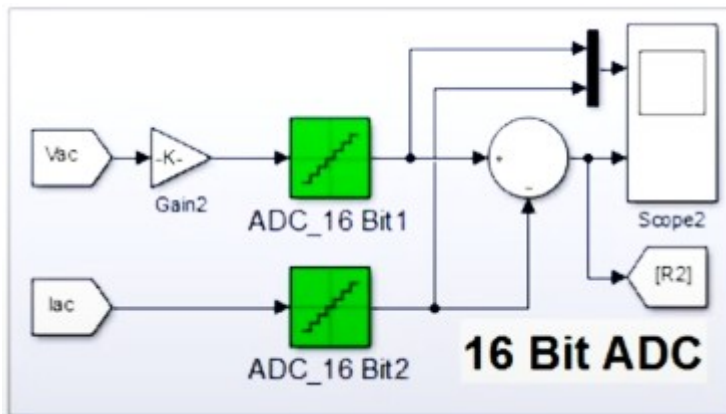 Vac
-K-
Gain2
ADC_16 Bit1
+
−
Scope2
[R2]
Iac
ADC_16 Bit2
16 Bit ADC